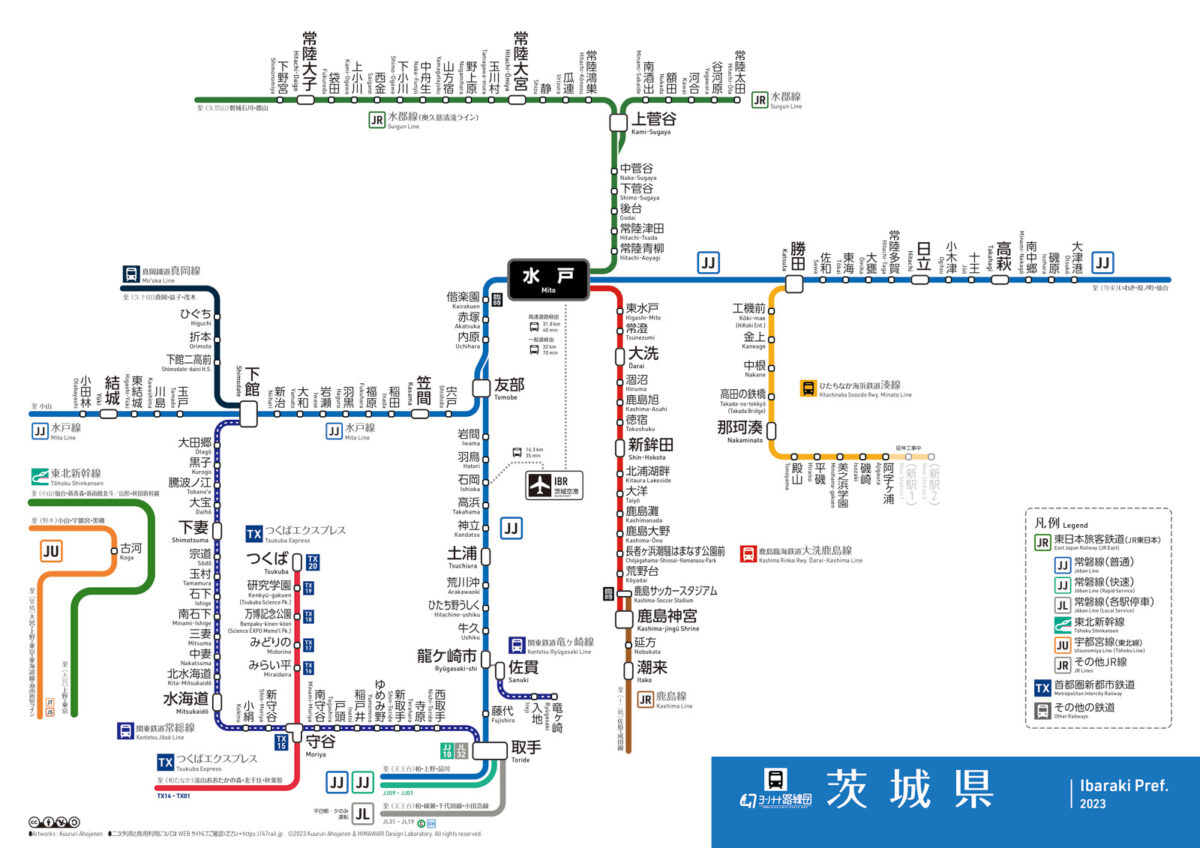 下野宮
Shimonomiya
常陸大子
Hitachi-Daigo
袋田
Fukuroda
上小川
Kami-Ogawa
西金
Saigane
下小川
Shimo-Ogawa
中舟生
Naka-Funyū
山方宿
Yamagatajuku
野上原
Nogamihara
玉川村
Tamagawa-mura
常陸大宮
Hitachi-Ōmiya
静
Shizu
瓜連
Urizura
常陸鴻巣
Hitachi-Kōnosu
南酒出
Minami-Sakaide
額田
Nukada
河合
Kawai
谷河原
Yagawara
常陸太田
Hitachi-Ōta
JR 水郡線
Suigun Line
至 (矢祭山) 磐城石川・郡山
JR 水郡線(奥久慈清流ライン)
Suigun Line
上菅谷
Kami-Sugaya
中菅谷
Naka-Sugaya
下菅谷
Shimo-Sugaya
後台
Godai
常陸津田
Hitachi-Tsuda
常陸青柳
Hitachi-Aoyagi
水戸
Mito
JJ
勝田
Katsuta
佐和
Sawa
東海
Tōkai
大甕
Ōmika
常陸多賀
Hitachi-Taga
日立
Hitachi
小木津
Ogitsu
十王
Jūō
高萩
Takahagi
南中郷
Minami-Nakagō
磯原
Isohara
大津港
Otsukō
JJ
至 (勿来) いわき・原ノ町・仙台
真岡鐵道真岡線
Mo'oka Line
至 (久下田) 真岡・益子・茂木
ひぐち
Higuchi
折本
Orimoto
下館二高前
Shimodate-daini H.S.
下館
Shimodate
偕楽園
Kairakuen
臨時
赤塚
Akatsuka
内原
Uchihara
高速道路経由
31.8 km
40 min
一般道経由
32 km
70 min
友部
Tomobe
小田林
Otabayashi
結城
Yūki
東結城
Higashi-Yūki
川島
Kawashima
玉戸
Tamado
新治
Niihari
大和
Yamato
岩瀬
Iwase
羽黒
Haguro
福原
Fukuhara
稲田
Inada
笠間
Kasama
宍戸
Shishido
至 小山
JJ 水戸線
Mito Line
JJ 水戸線
Mito Line
岩間
Iwama
羽鳥
Hatori
石岡
Ishioka
高浜
Takahama
神立
Kandatsu
JJ
土浦
Tsuchiura
荒川沖
Arakawaoki
ひたち野うしく
Hitachino-ushiku
牛久
Ushiku
龍ケ崎市
Ryūgasaki-shi
藤代
Fujishiro
14.3 km
35 min
IBR
茨城空港
東水戸
Higashi-Mito
常澄
Tsunezumi
大洗
Ōarai
涸沼
Hinuma
鹿島旭
Kashima-Asahi
徳宿
Tokushuku
新鉾田
Shin-Hokota
北浦湖畔
Kitaura Lakeside
大洋
Taiyō
鹿島灘
Kashimanada
鹿島大野
Kashima-Ōno
長者ヶ浜潮騒はまなす公園前
Chōjagahama-Shiosai-Hamanasu Park
荒野台
Kōyadai
臨時
鹿島サッカースタジアム
Kashima-Soccer Stadium
鹿島神宮
Kashima-jingū Shrine
延方
Nobukata
潮来
Itako
至 (十二橋) 佐原・成田線
JR 鹿島線
Kashima Line
鹿島臨海鉄道大洗鹿島線
Kashima Rinkai Rwy. Oarai-Kashima Line
工機前
Kōki-mae
(HiKoki Ent.)
金上
Kaneage
中根
Nakane
高田の鉄橋
Takada-no-tekkyō
(Takada Bridge)
那珂湊
Nakaminato
ひたちなか海浜鉄道湊線
Hitachinaka Seaside Rwy. Minato Line
殿山
Tonoyama
平磯
Hiraiso
美乃浜学園
Minohama-gakuen
磯崎
Isozaki
阿字ヶ浦
Ajigaura
延伸工事中
(新駅1)
New Station 1
(新駅2)
New Station 2
大田郷
Ōtagō
黒子
Kurogo
騰波ノ江
Tobano'e
大宝
Daihō
下妻
Shimotsuma
宗道
Sōdō
玉村
Tamamura
石下
Ishige
南石下
Minami-Ishige
三妻
Mitsuma
中妻
Nakatsuma
北水海道
Kita-Mitsukaidō
水海道
Mitsukaidō
小絹
Kokinu
新守谷
Shin-Moriya
守谷
Moriya
TX 15
南守谷
Minami-Moriya
戸頭
Togashira
稲戸井
Inatoi
ゆめみ野
Yumemino
新取手
Shin-Toride
寺原
Terahara
西取手
Nishi-Toride
取手
Toride
JJ 10
JL 32
関東鉄道常総線
Kantetsu Jōsō Line
TX つくばエクスプレス
Tsukuba Express
つくば
Tsukuba
TX 20
研究学園
Kenkyū-gakuen
(Tsukuba Science Pk.)
TX 19
万博記念公園
Bampaku-kinen-kōen
(Science EXPO Memo'l Pk.)
TX 18
みどりの
Midorino
TX 17
みらい平
Miraidaira
TX 16
関東鉄道竜ヶ崎線
Kantetsu Ryūgasaki Line
佐貫
Sanuki
入地
Ireji
竜ヶ崎
Ryūgasaki
TX つくばエクスプレス
Tsukuba Express
至 (柏たなか) 流山おおたかの森・北千住・秋葉原
TX14 − TX01
JJ JJ
至 (天王台) 柏・上野・品川
JJ09 − JJ01
平日朝・夕のみ
運転
JL
至 (天王台) 柏・綾瀬・千代田線・小田急線
JL31 − JL19
東北新幹線
Tōhoku Shinkansen
至 (小山) 仙台・新青森・新函館北斗・山形・秋田新幹線
至 (野木) 小山・宇都宮・黒磯
JU
古河
Koga
至 (大宮) 上野・東京
凡例 Legend
JR 東日本旅客鉄道(JR東日本)
East Japan Railway (JR East)
JJ 常磐線(普通)
Jōban Line
JJ 常磐線(快速)
Jōban Line (Rapid Service)
JL 常磐線(各駅停車)
Jōban Line (Local Service)
東北新幹線
Tōhoku Shinkansen
JU 宇都宮線(東北線)
Utsunomiya Line (Tōhoku Line)
JR その他JR線
JR Lines
TX 首都圏新都市鉄道
Metropolitan Intercity Railway
その他の鉄道
Other Railways
47 ヨンナナ路線図
茨城県
Ibaraki Pref.
2023
●Artworks : Kuururi Ahojanen ●二次利用と商用利用についてはWEBサイトにてご確認ください→https://47rail.jp ©2023 Kuururi Ahojanen & HIMAWARI Design Laboratory. All rights reserved.